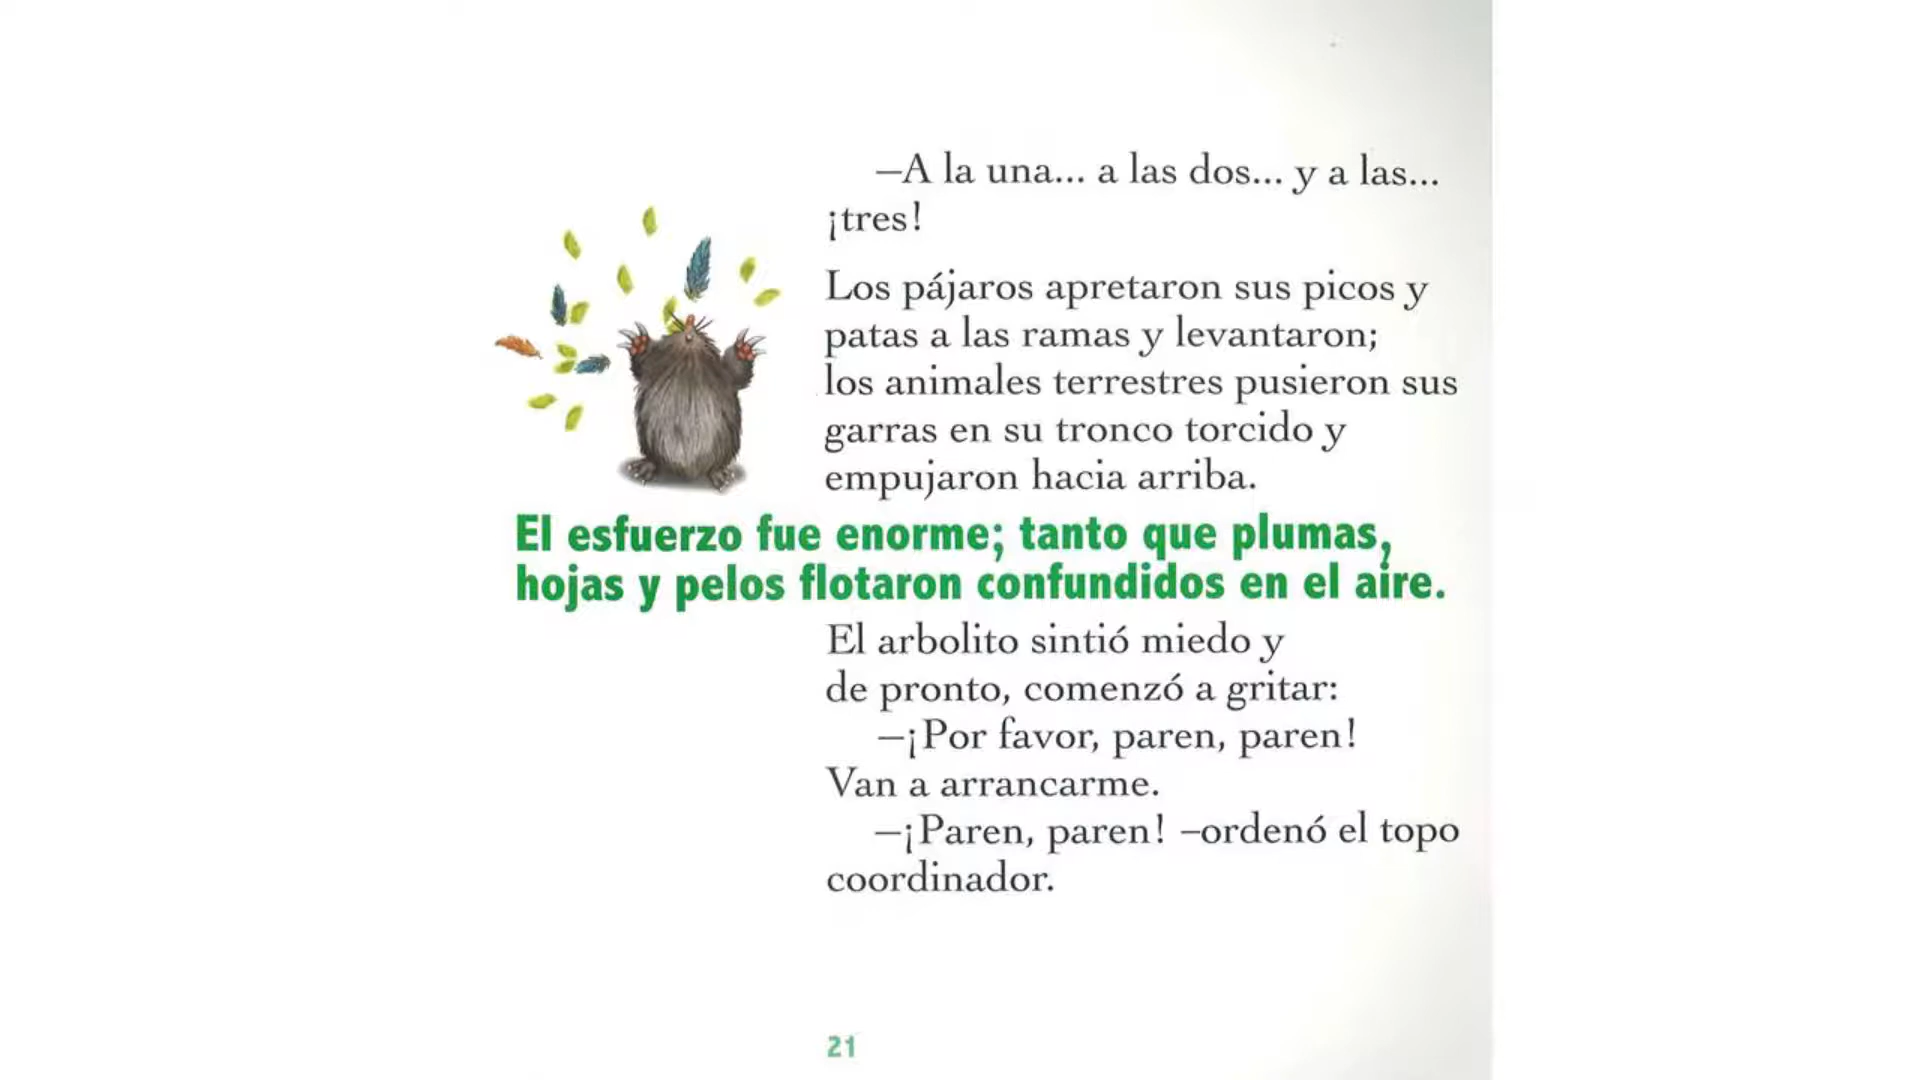 –A la una... a las dos... y a las...
¡tres!
Los pájaros apretaron sus picos y
patas a las ramas y levantaron;
los animales terrestres pusieron sus
garras en su tronco torcido y
empujaron hacia arriba.
El esfuerzo fue enorme; tanto que plumas,
hojas y pelos flotaron confundidos en el aire.
El arbolito sintió miedo y
de pronto, comenzó a gritar:
–¡Por favor, paren, paren!
Van a arrancarme.
–¡Paren, paren! –ordenó el topo
coordinador.
21